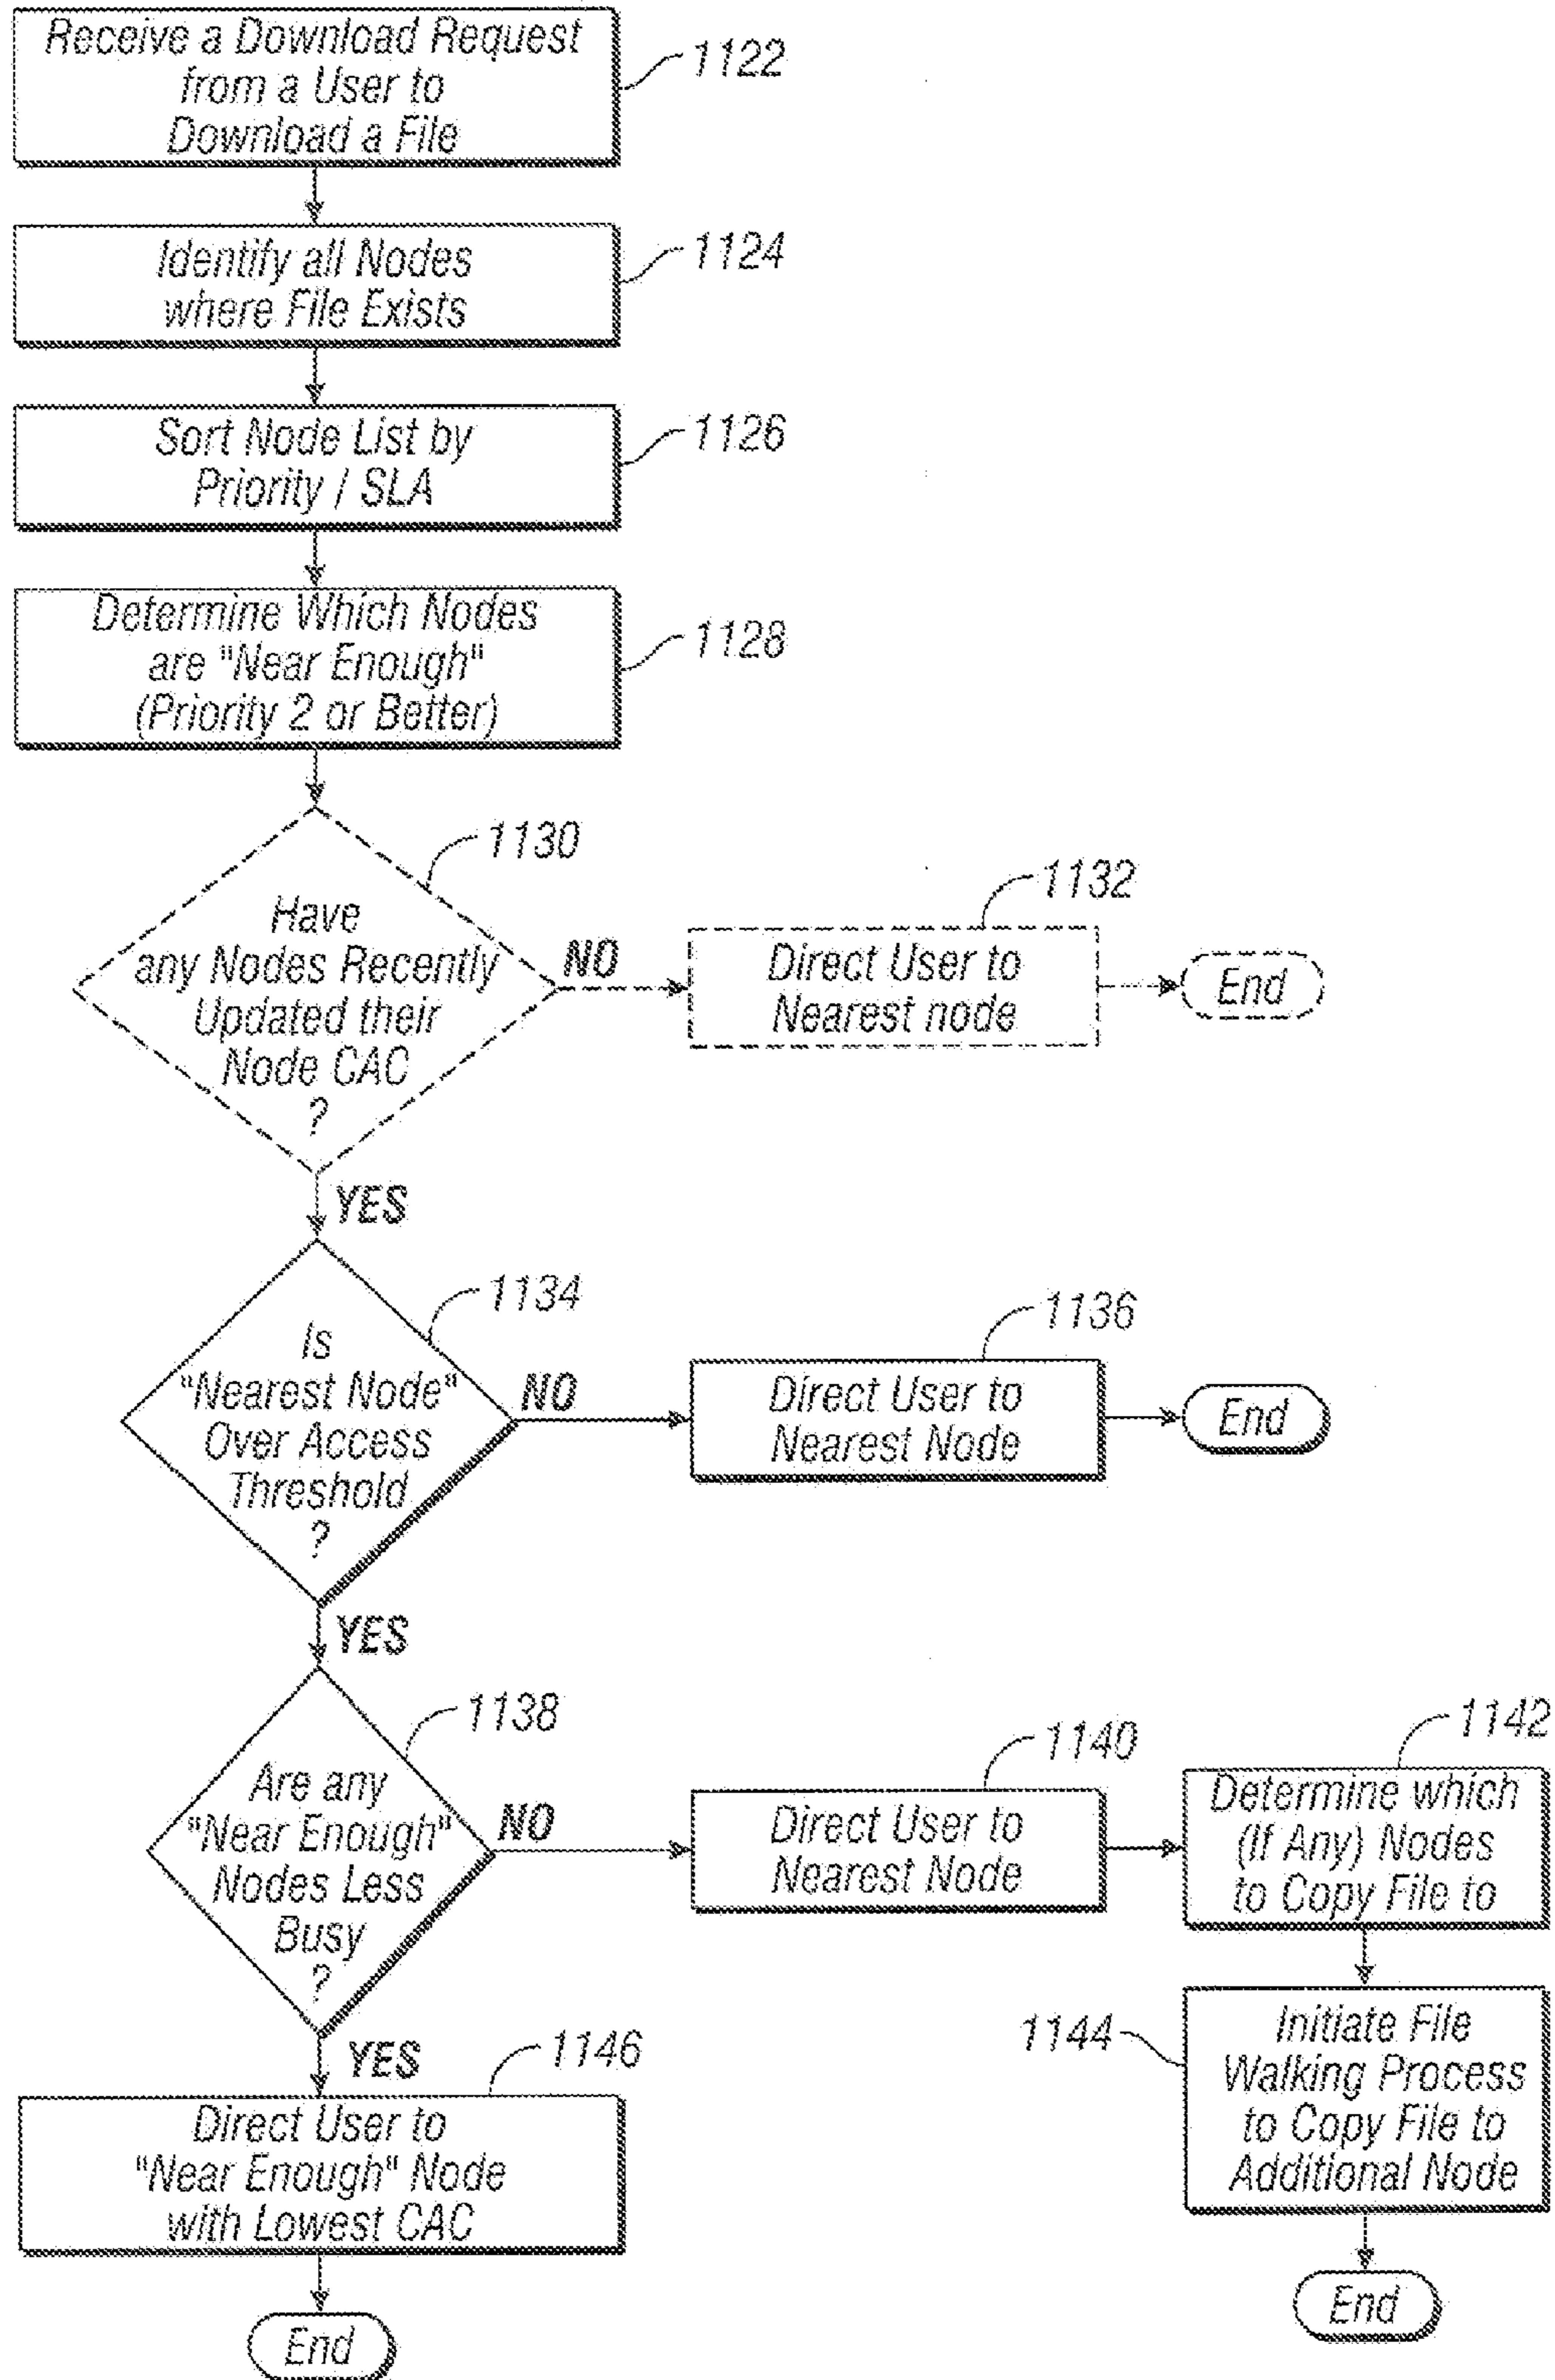 Receive a Download Request
from a User to
Download a File
1122
Identify all Nodes
where File Exists
1124
Sort Node List by
Priority / SLA
1126
Determine Which Nodes
are "Near Enough"
(Priority 2 or Better)
1128
1130
Have
any Nodes Recently
Updated their
Node CAC
?
NO
1132
Direct User to
Nearest node
End
YES
1134
Is
"Nearest Node"
Over Access
Threshold
?
NO
1136
Direct User to
Nearest Node
End
YES
1138
Are any
"Near Enough"
Nodes Less
Busy
?
NO
1140
Direct User to
Nearest Node
1142
Determine which
(If Any) Nodes
to Copy File to
1144
Initiate File
Walking Process
to Copy File to
Additional Node
End
YES
1146
Direct User to
"Near Enough" Node
with Lowest CAC
End